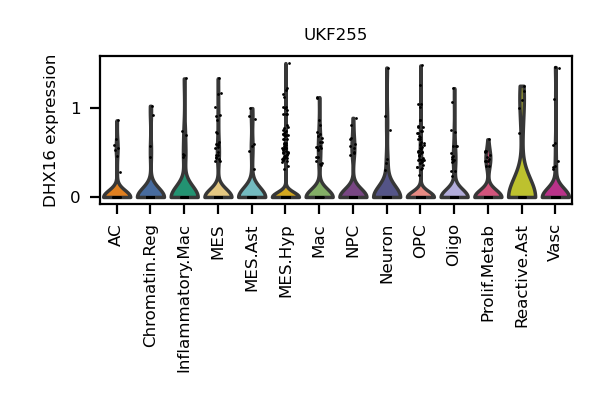 UKF255
DHX16 expression
1
0
AC
Chromatin.Reg
Inflammatory.Mac
MES
MES.Ast
MES.Hyp
Mac
NPC
Neuron
OPC
Oligo
Prolif.Metab
Reactive.Ast
Vasc